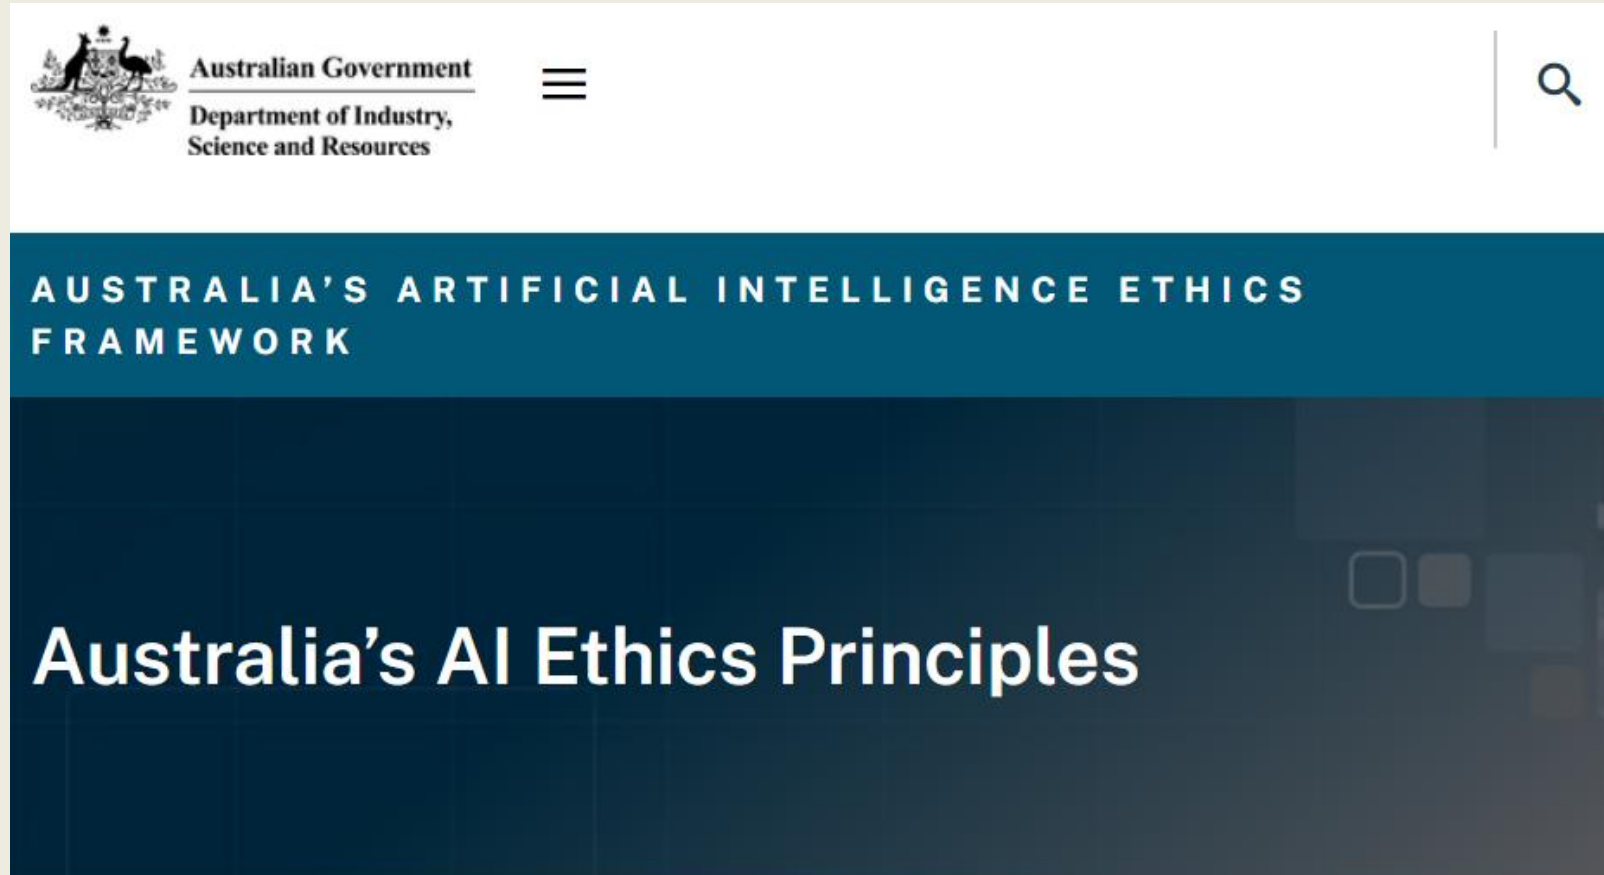 Australian Government
Department of Industry,
Science and Resources
AUSTRALIA’S ARTIFICIAL INTELLIGENCE ETHICS
FRAMEWORK
Australia’s AI Ethics Principles